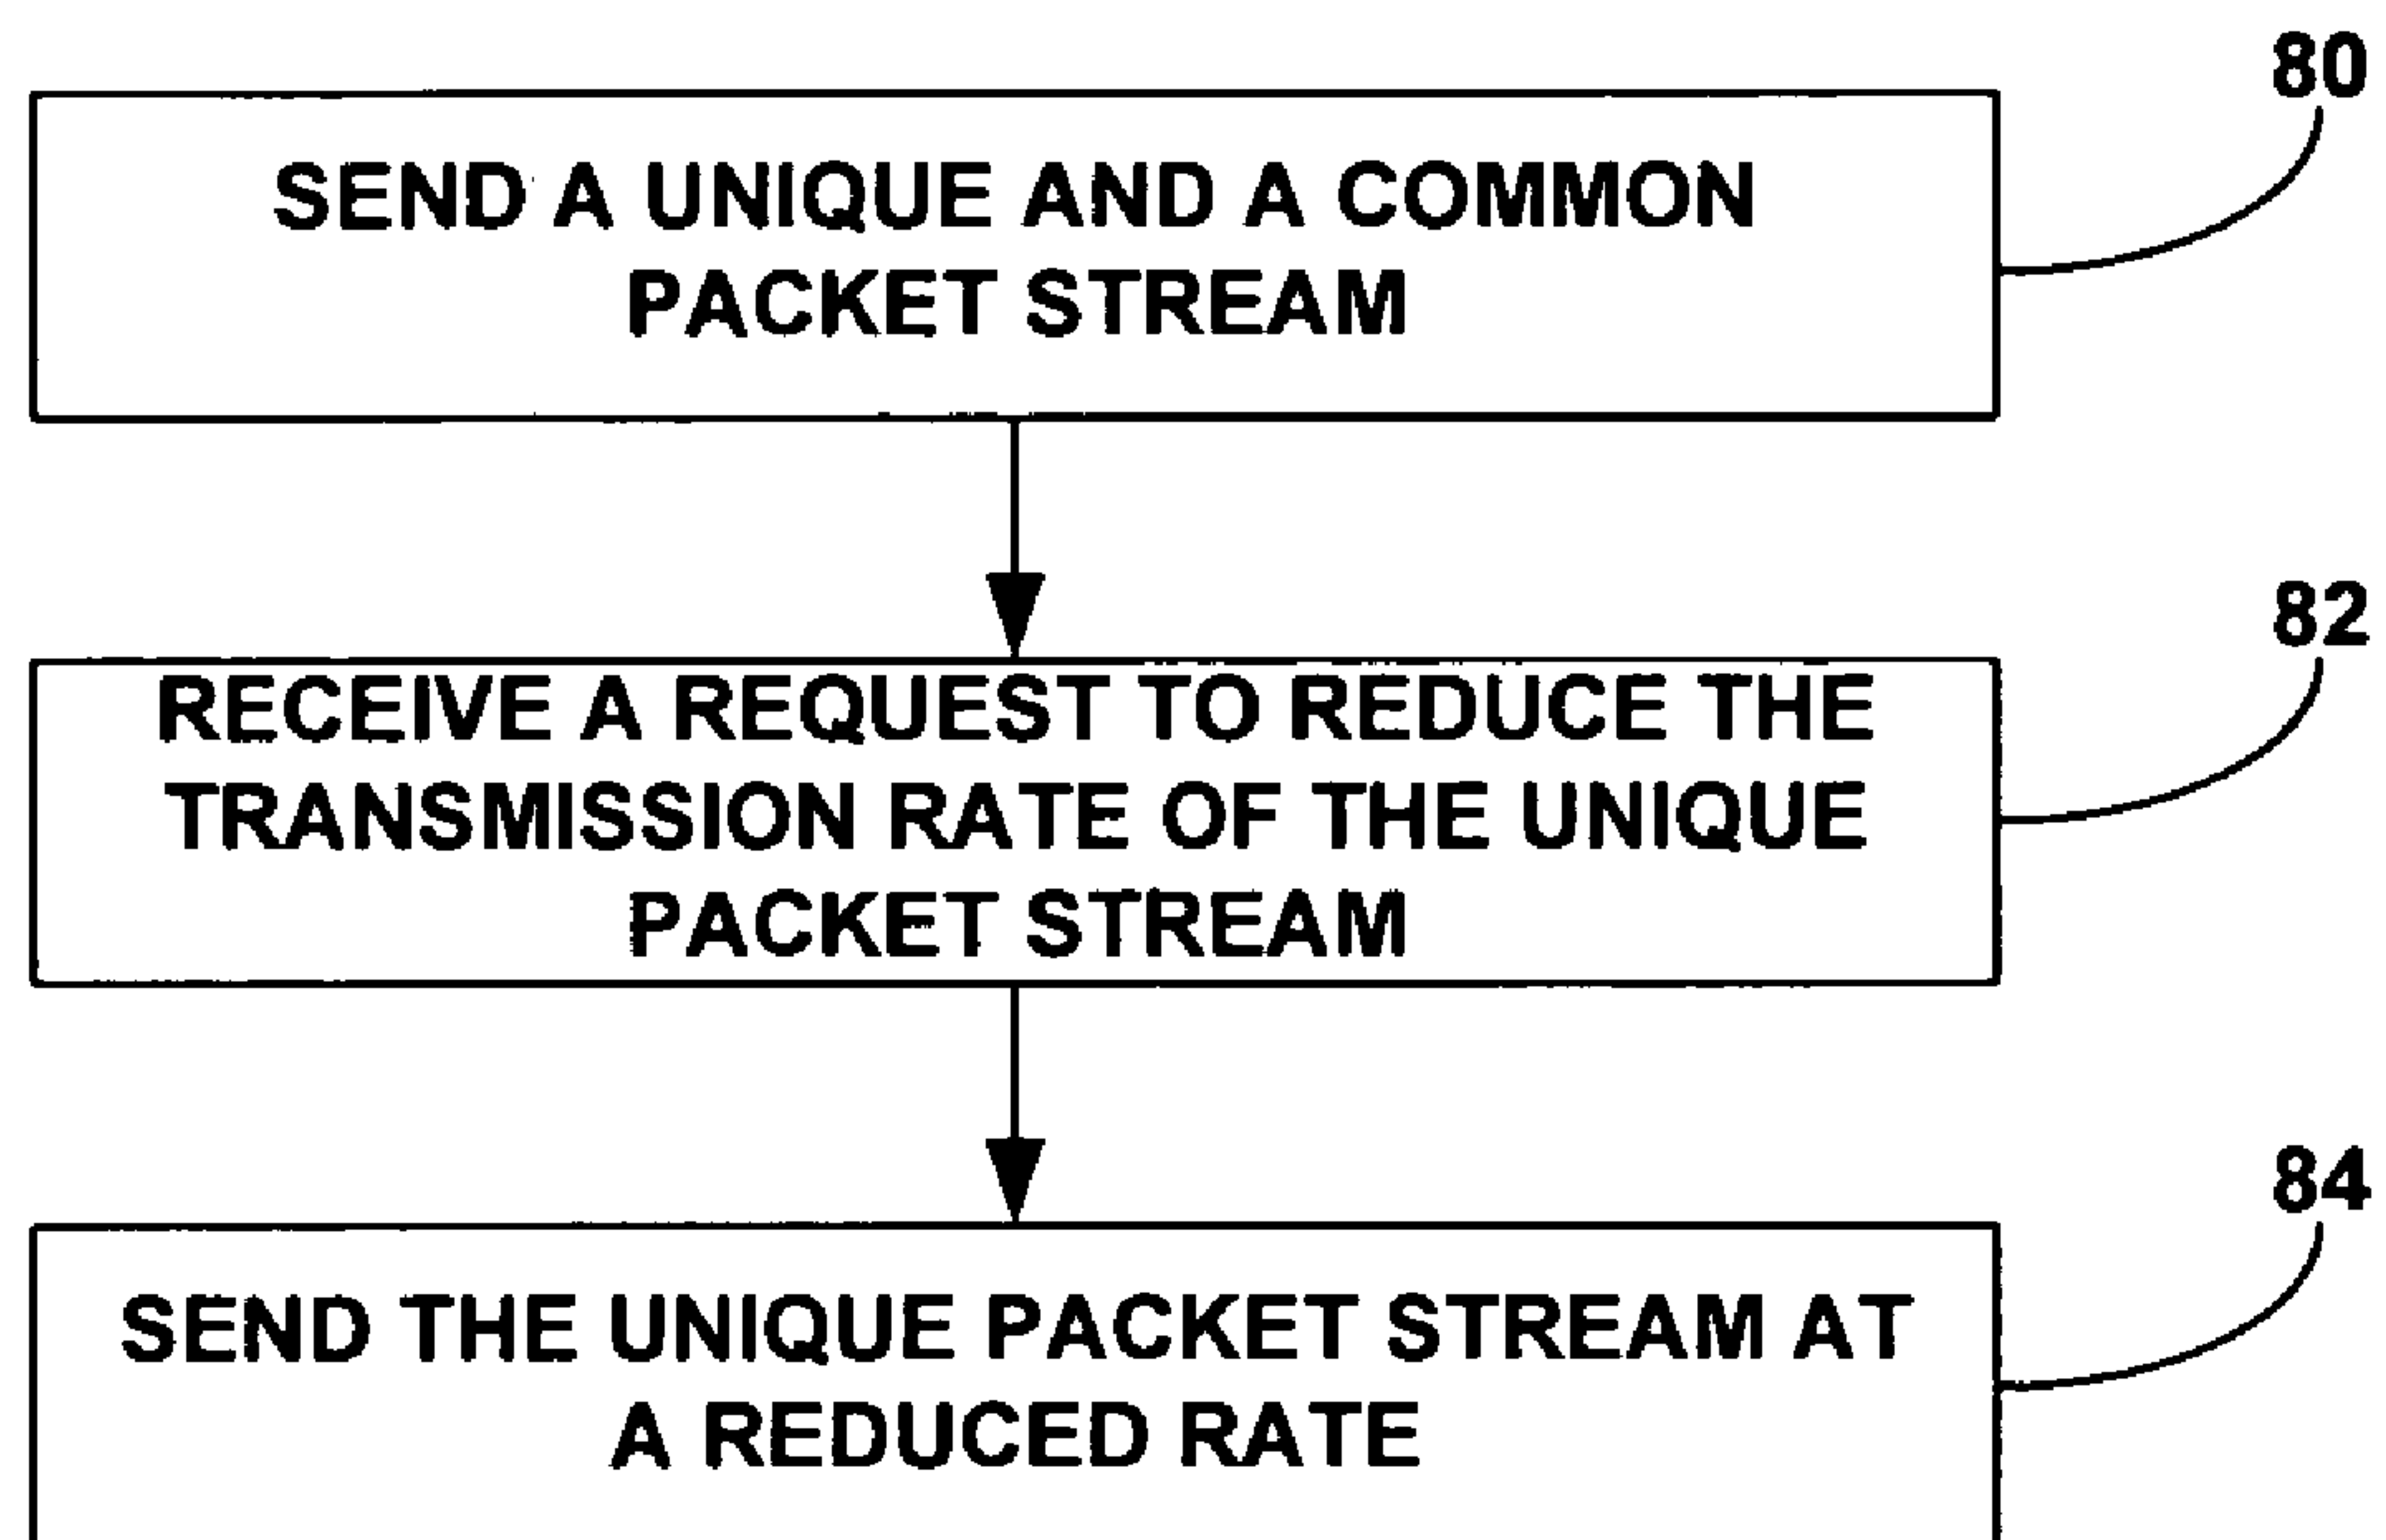 80
SEND A UNIQUE AND A COMMON
PACKET STREAM
82
RECEIVE A REQUEST TO REDUCE THE
TRANSMISSION RATE OF THE UNIQUE
PACKET STREAM
84
SEND THE UNIQUE PACKET STREAM AT
A REDUCED RATE